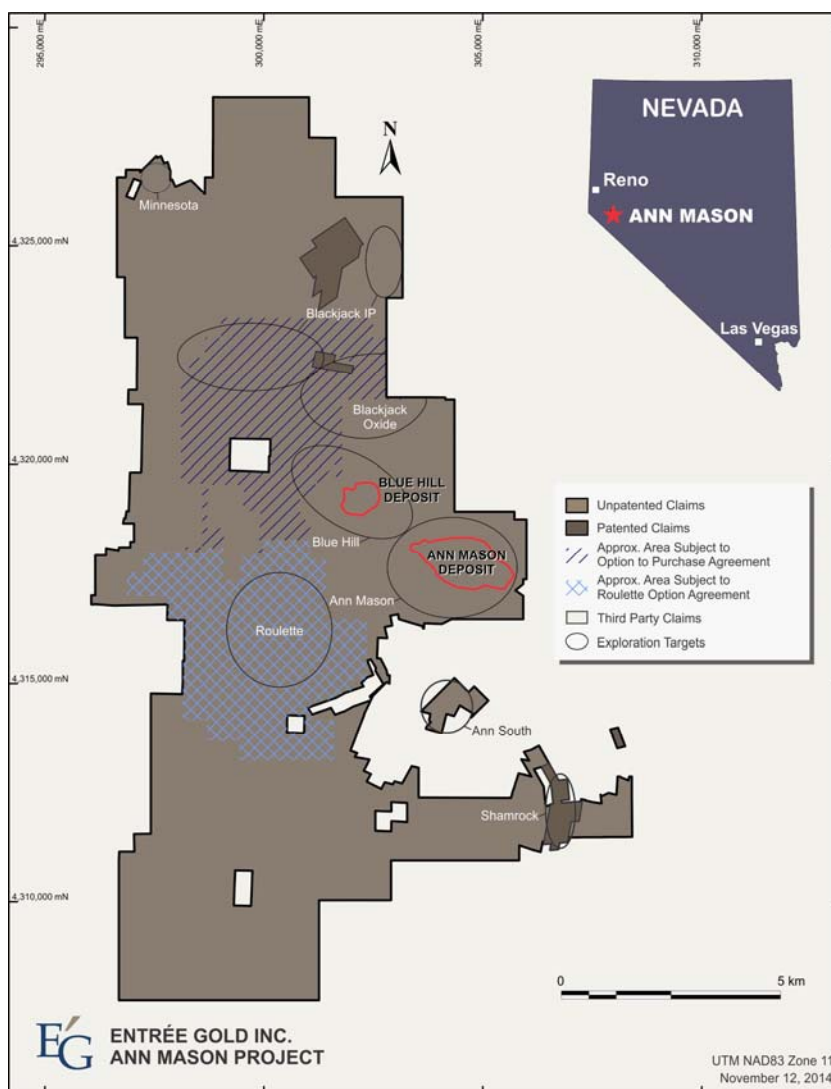 295,000 mE
300,000 mE
305,000 mE
310,000 mE
N
NEVADA
Reno
ANN MASON
Las Vegas
Minnesota
4,325,000 mN
Blackjack IP
Blackjack
Oxide
4,320,000 mN
BLUE HILL
DEPOSIT
Blue Hill
ANN MASON
DEPOSIT
Ann Mason
Roulette
4,315,000 mN
Ann South
Shamrock
4,310,000 mN
Unpatented Claims
Patented Claims
Approx. Area Subject to
Option to Purchase Agreement
Approx. Area Subject to
Roulette Option Agreement
Third Party Claims
Exploration Targets
0 5 km
EG ENTRÉE GOLD INC.
ANN MASON PROJECT
UTM NAD83 Zone 11
November 12, 2014